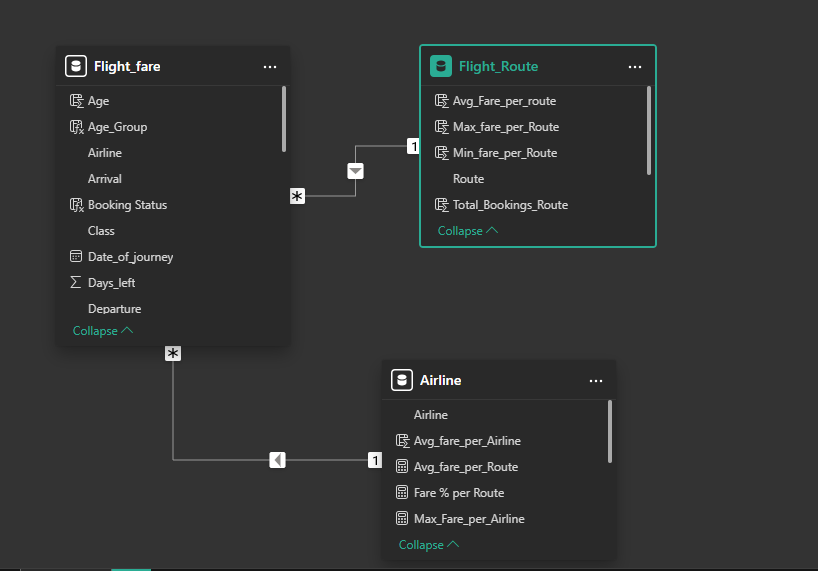 Flight_fare
Age
Age_Group
Airline
Arrival
Booking Status
Class
Date_of_journey
Days_left
Departure
Collapse
*
1
Flight_Route
Avg_Fare_per_route
Max_fare_per_Route
Min_fare_per_Route
Route
Total_Bookings_Route
Collapse
*
1
Airline
Airline
Avg_fare_per_Airline
Avg_fare_per_Route
Fare % per Route
Max_Fare_per_Airline
Collapse